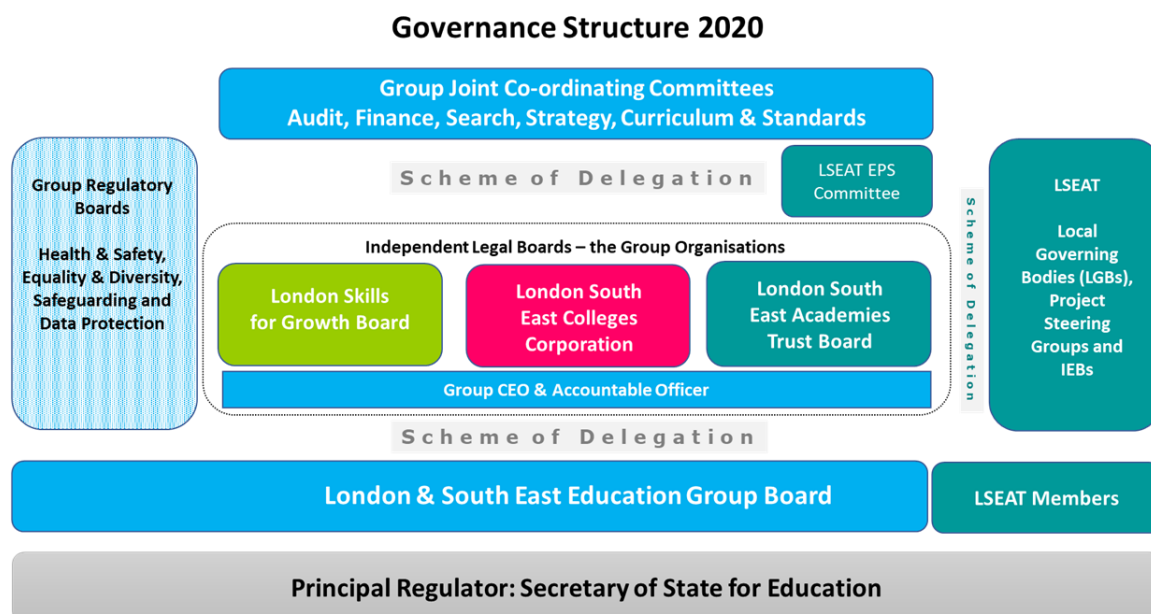 Governance Structure 2020
Group Joint Co-ordinating Committees
Audit, Finance, Search, Strategy, Curriculum & Standards
Group Regulatory
Boards
Health & Safety,
Equality & Diversity,
Safeguarding and
Data Protection
Scheme of Delegation
LSEAT EPS
Committee
Independent Legal Boards – the Group Organisations
London Skills
for Growth Board
London South
East Colleges
Corporation
London South
East Academies
Trust Board
Group CEO & Accountable Officer
Scheme of Delegation
LSEAT
Local
Governing
Bodies (LGBs),
Project
Steering
Groups and
IEBs
Scheme of Delegation
London & South East Education Group Board
LSEAT Members
Principal Regulator: Secretary of State for Education